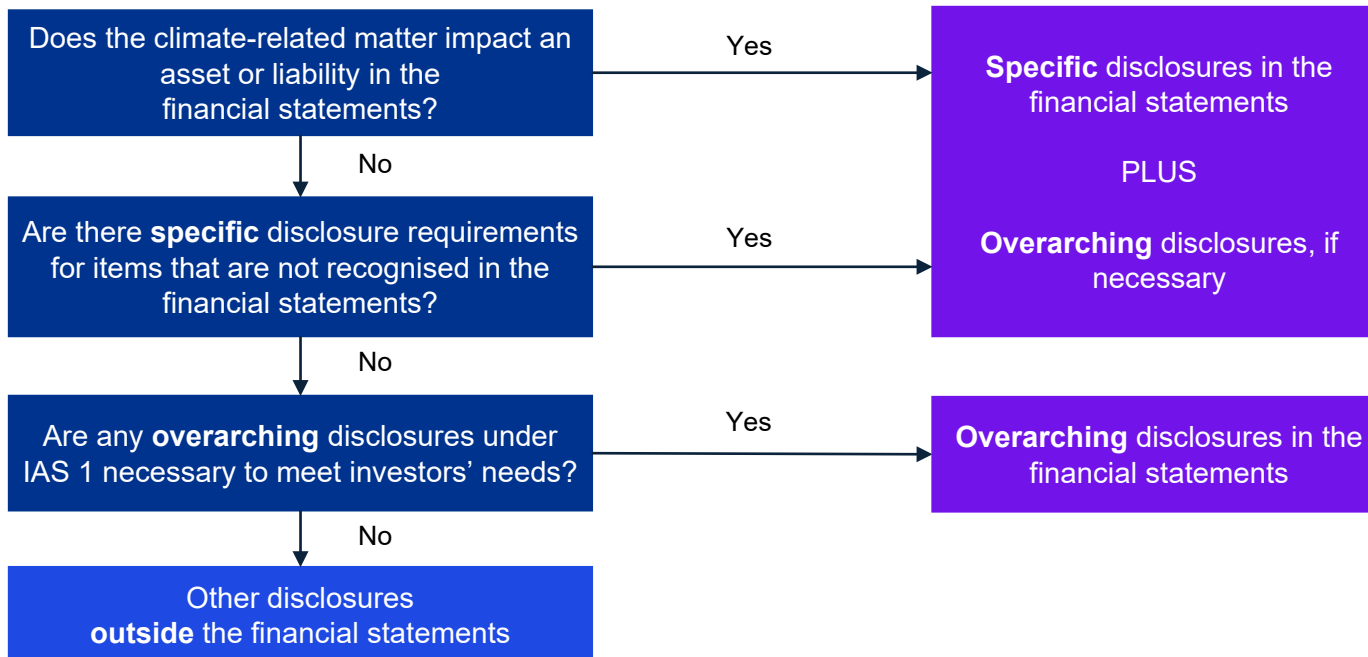 Does the climate-related matter impact an
asset or liability in the
financial statements?
Yes
Specific disclosures in the
financial statements
PLUS
Overarching disclosures, if
necessary
No
Are there specific disclosure requirements
for items that are not recognised in the
financial statements?
Yes
No
Are any overarching disclosures under
IAS 1 necessary to meet investors’ needs?
Yes
Overarching disclosures in the
financial statements
No
Other disclosures
outside the financial statements